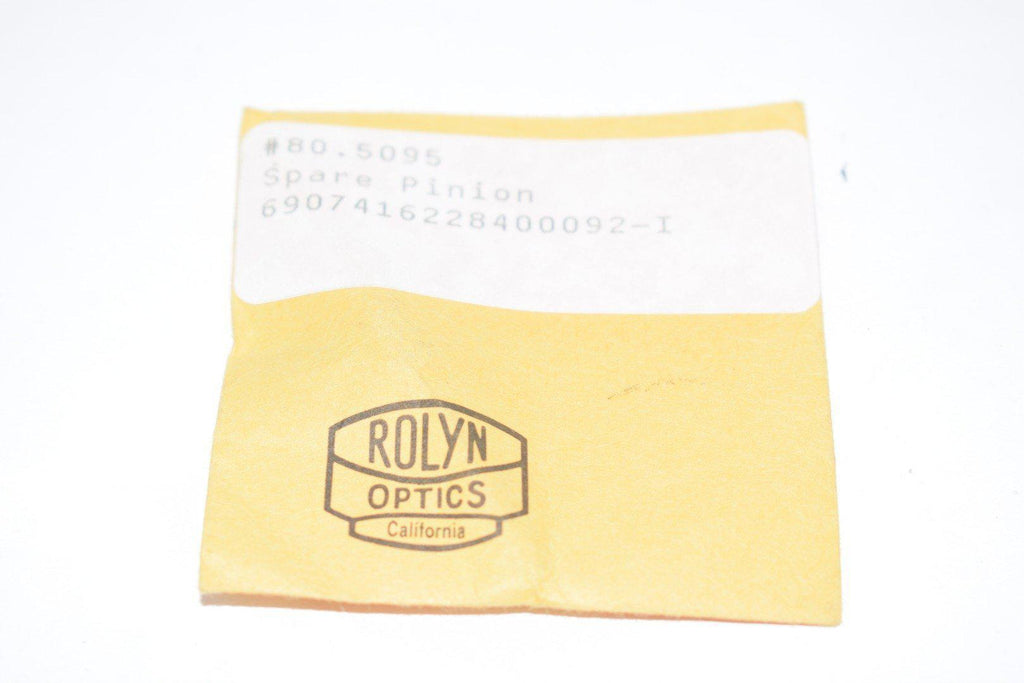 #80.5095
Spare Pinion
6907416228400092-I
ROLYN
OPTICS
California